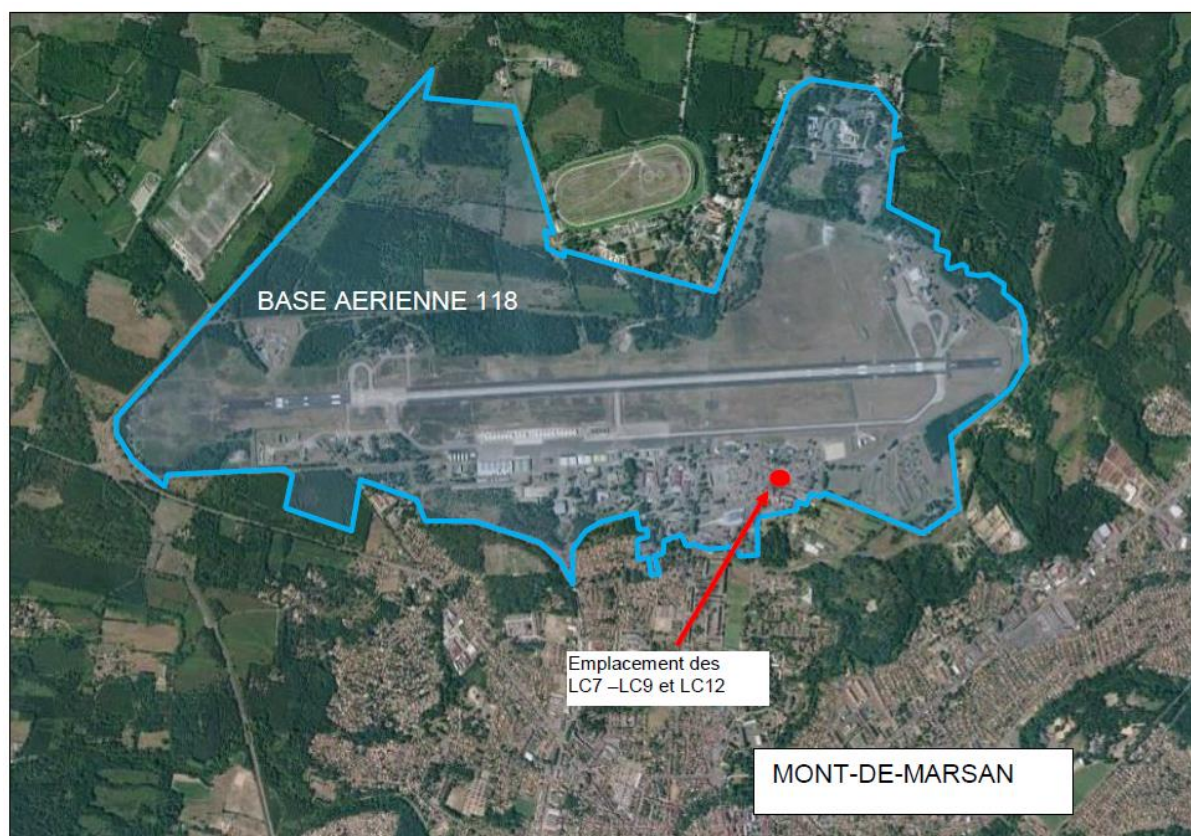 BASE AERIENNE 118
Emplacement des
LC7 –LC9 et LC12
MONT-DE-MARSAN